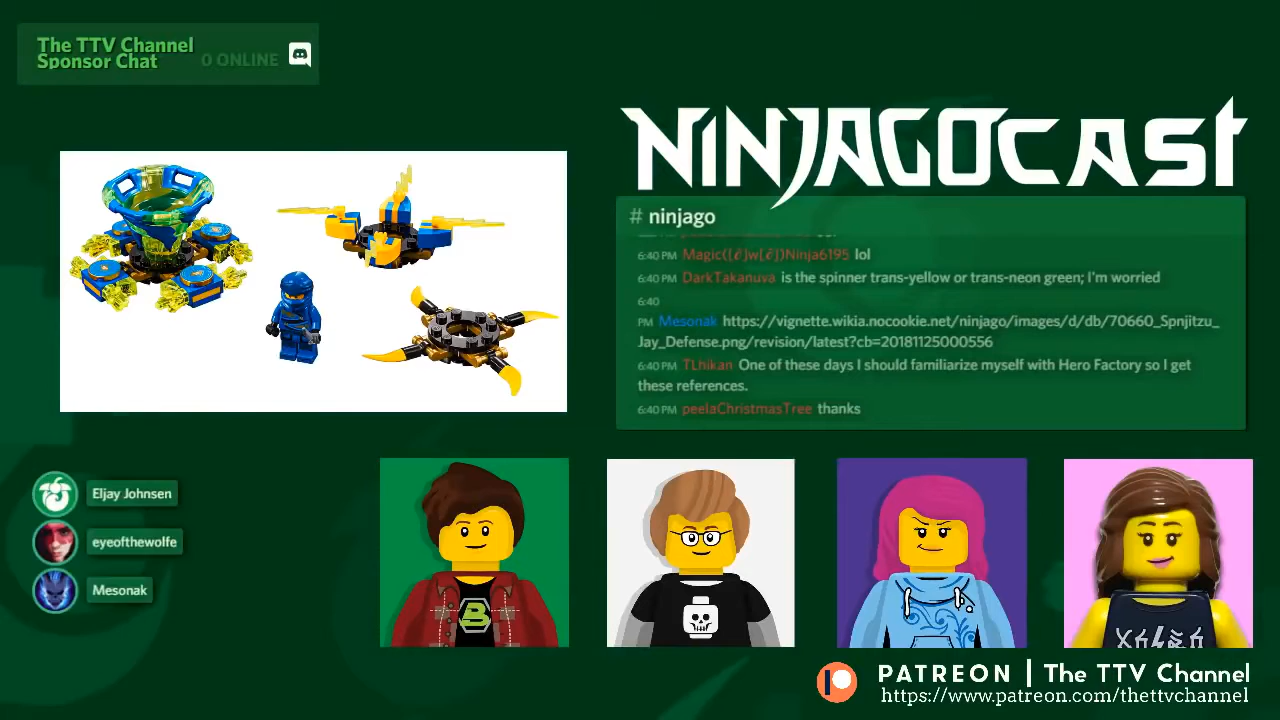 The TTV Channel
Sponsor Chat
0 ONLINE
NINJAGOCAST
# ninjago
6:40 PM Magic([∂]w[∂])Ninja6195 lol
6:40 PM DarkTakanuva is the spinner trans-yellow or trans-neon green; I'm worried
6:40
PM Mesonak https://vignette.wikia.nocookie.net/ninjago/images/d/db/70660_Spnjitzu_
Jay_Defense.png/revision/latest?cb=20181125000556
6:40 PM TLhikan One of these days I should familiarize myself with Hero Factory so I get
these references.
6:40 PM peelaChristmasTree thanks
Eljay Johnsen
eyeofthewolfe
Mesonak
B
PATREON | The TTV Channel
https://www.patreon.com/thettvchannel